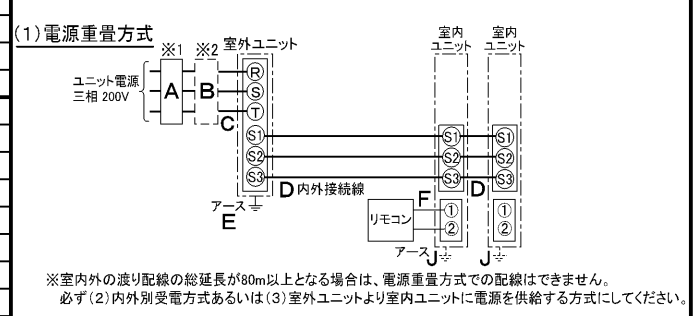 (1)電源重畳方式
※1 ※2 室外ユニット
室内
ユニット
室内
ユニット
ユニット電源
三相 200V
A
B
C
R
S
T
S1
S2
S3
S1
S2
S3
S1
S2
S3
D 内外接続線
D
アース
E
リモコン
F
①
②
①
②
アース
J
J
※室内外の渡り配線の総延長が80m以上となる場合は、電源重畳方式での配線はできません。
必ず(2)内外別受電方式あるいは(3)室外ユニットより室内ユニットに電源を供給する方式にしてください。